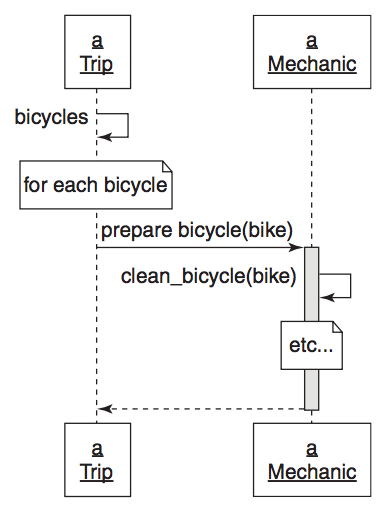 a
Trip
a
Mechanic
bicycles
for each bicycle
prepare bicycle(bike)
clean_bicycle(bike)
etc...
a
Trip
a
Mechanic